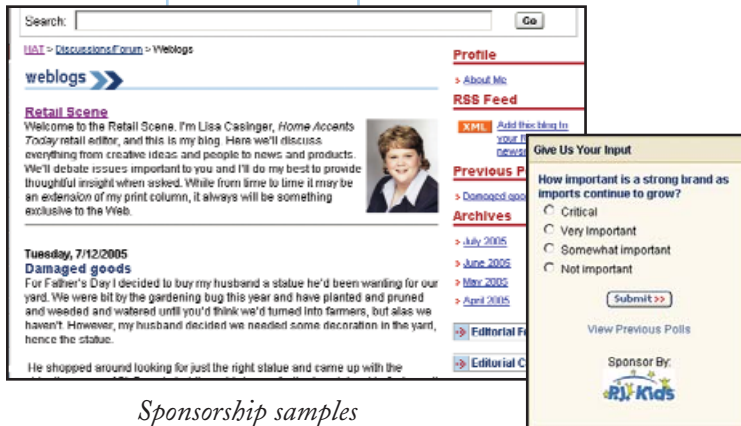 Search:
Go
HAT > Discussions/Forum > Weblogs
weblogs
Retail Scene
Welcome to the Retail Scene. I'm Lisa Casinger, Home Accents
Today retail editor, and this is my blog. Here we'll discuss
everything from creative ideas and people to news and products.
We'll debate issues important to you and I'll do my best to provide
thoughtful insight when asked. While from time to time it may be
an extension of my print column, it always will be something
exclusive to the Web.
Tuesday, 7/12/2005
Damaged goods
For Father's Day I decided to buy my husband a statue he'd been wanting for our
yard. We were bit by the gardening bug this year and have planted and pruned
and weeded and watered until you'd think we'd turned into farmers, but alas we
haven't. However, my husband decided we needed some decoration in the yard,
hence the statue.
He shopped around looking for just the right statue and came up with the
Profile
> About Me
RSS Feed
XML Add this blog to
your
Previous
> Damaged
Archives
> July 2005
> June 2005
> May 2005
> April 2005
Editorial
Editorial
Give Us Your Input
How important is a strong brand as
imports continue to grow?
Critical
Very Important
Somewhat important
Not important
Submit >>
View Previous Polls
Sponsor By:
P.J. Kids
Sponsorship samples